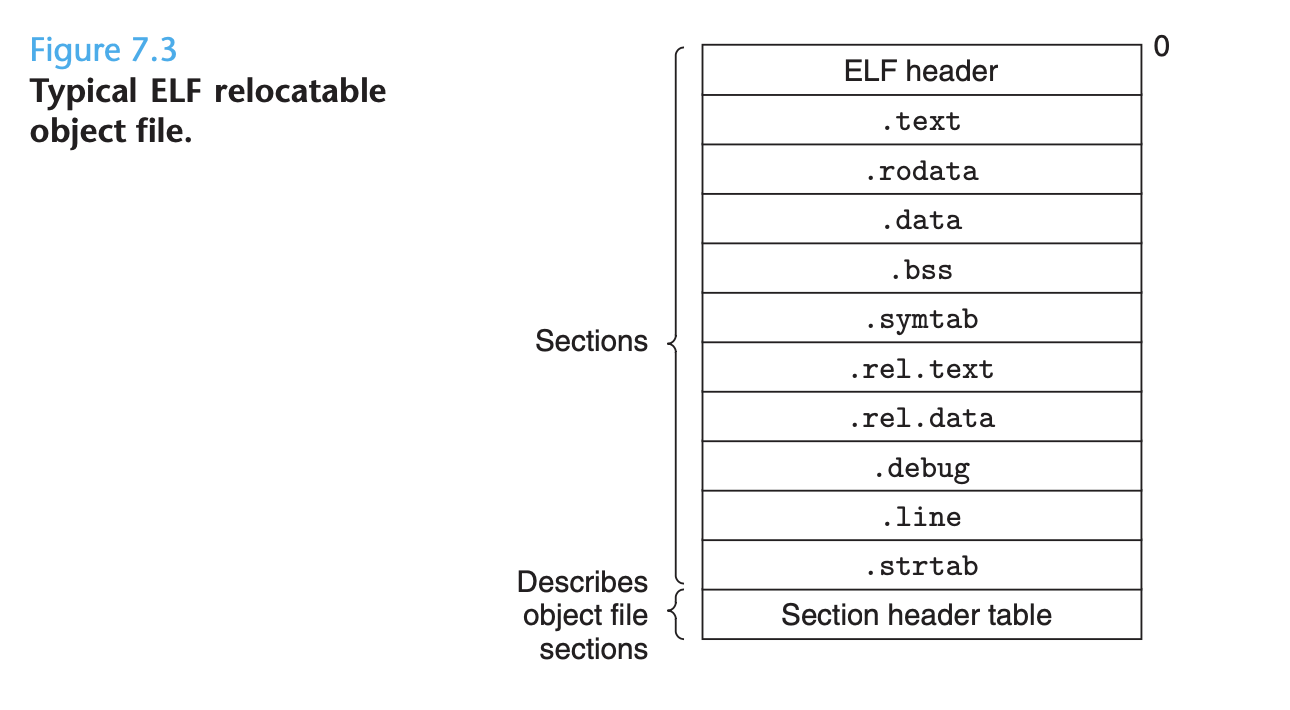 Figure 7.3
Typical ELF relocatable
object file.
0
ELF header
.text
.rodata
.data
.bss
.symtab
.rel.text
.rel.data
.debug
.line
.strtab
Section header table
Sections
Describes
object file
sections